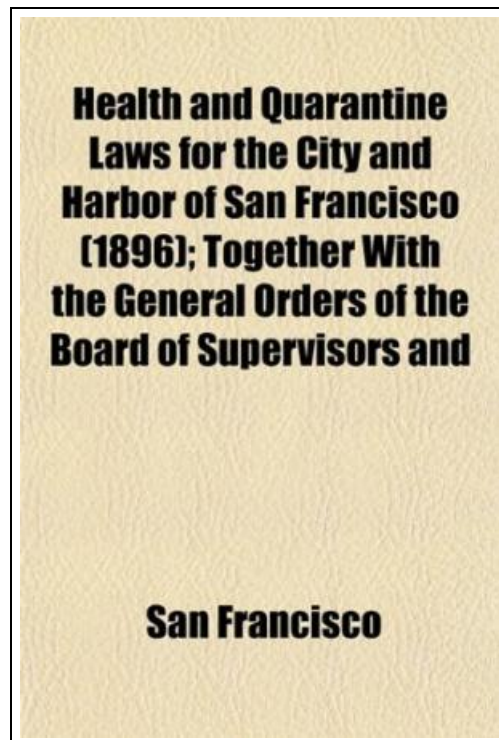 Health and Quarantine
Laws for the City and
Harbor of San Francisco
(1896); Together With
the General Orders of the
Board of Supervisors and
San Francisco